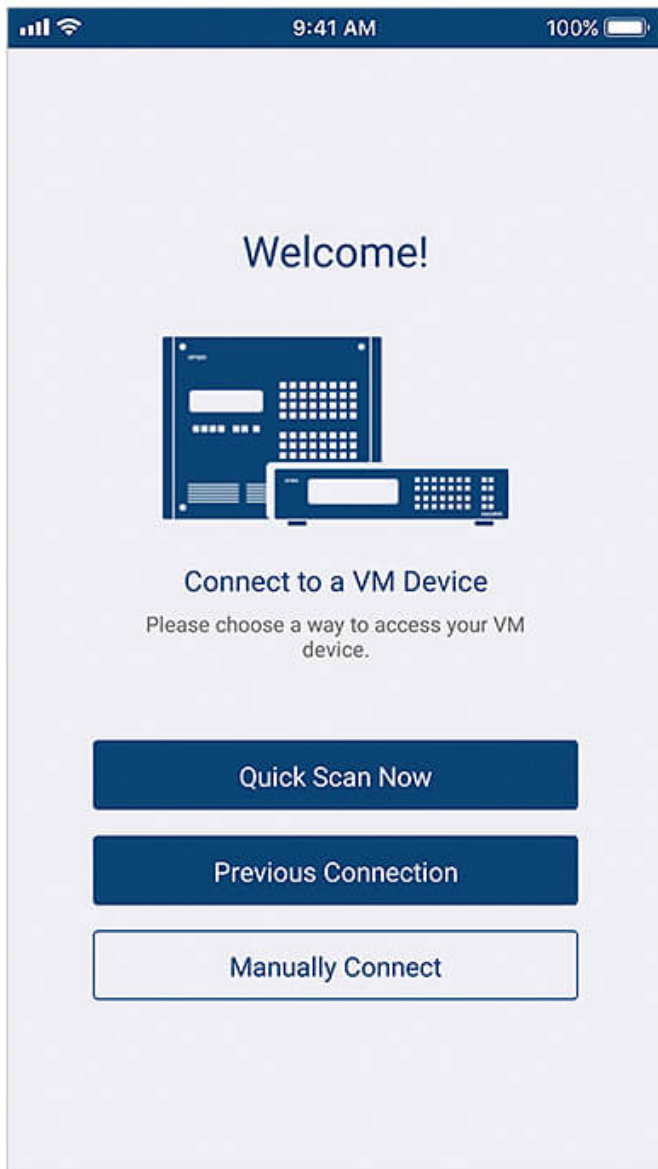 9:41 AM
100%
Welcome!
Connect to a VM Device
Please choose a way to access your VM
device.
Quick Scan Now
Previous Connection
Manually Connect